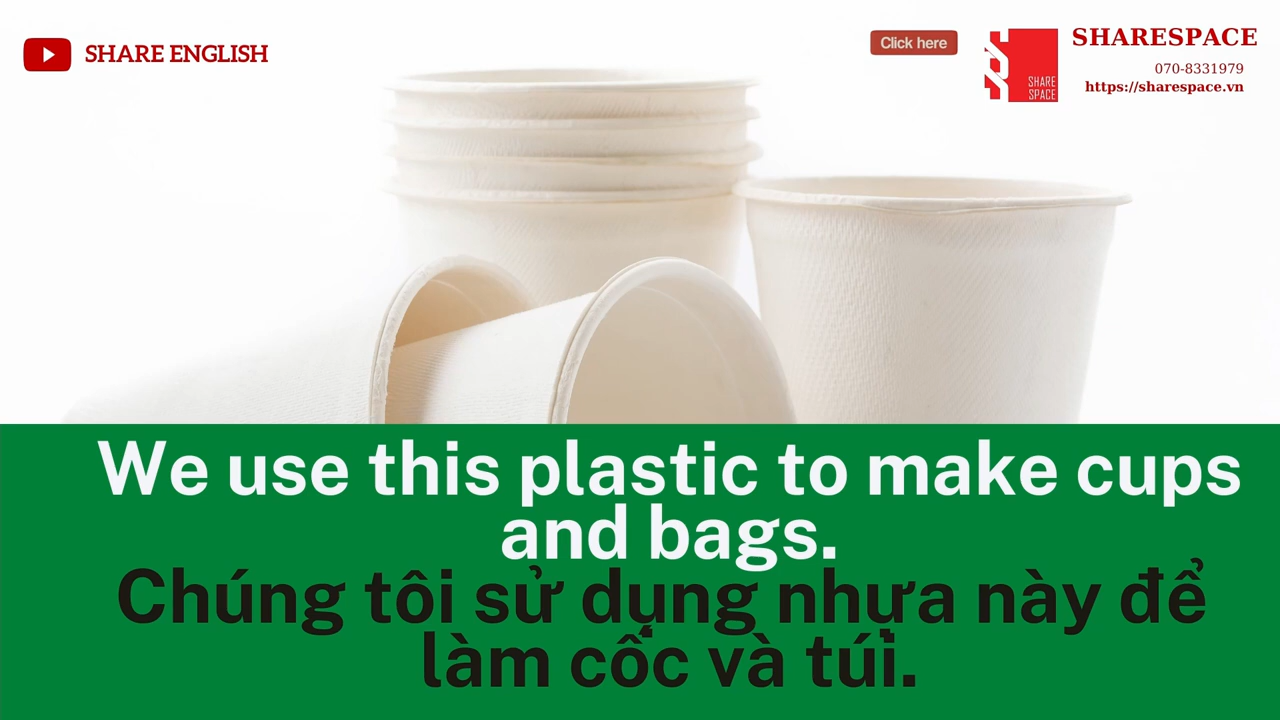 SHARE ENGLISH
Click here
SHARE
SPACE
SHARESPACE
070-8331979
https://sharespace.vn
We use this plastic to make cups
and bags.
Chúng tôi sử dụng nhựa này để
làm cốc và túi.